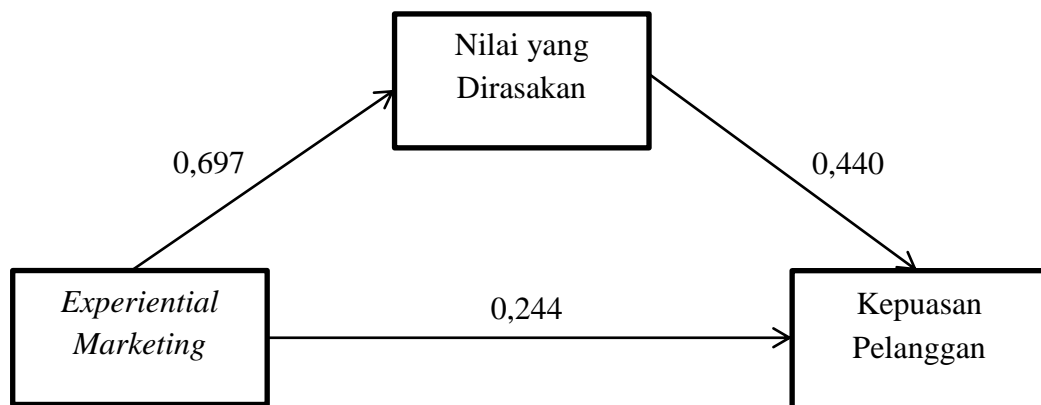 Nilai yang
Dirasakan
0,697
0,440
Experiential
Marketing
0,244
Kepuasan
Pelanggan